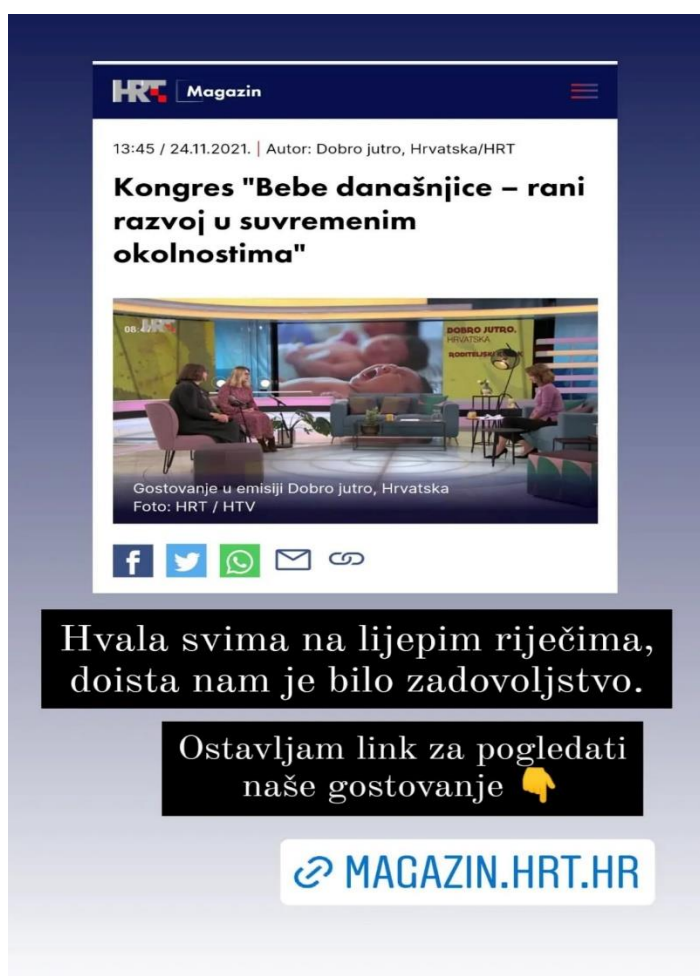 HRT Magazin
13:45 / 24.11.2021. | Autor: Dobro jutro, Hrvatska/HRT
Kongres "Bebe današnjice – rani
razvoj u suvremenim
okolnostima"
HRT
DOBRO JUTRO,
HRVATSKA
Gostovanje u emisiji Dobro jutro, Hrvatska
Foto: HRT / HTV
Hvala svima na lijepim riječima,
doista nam je bilo zadovoljstvo.
Ostavljam link za pogledati
naše gostovanje 👇
MAGAZIN.HRT.HR